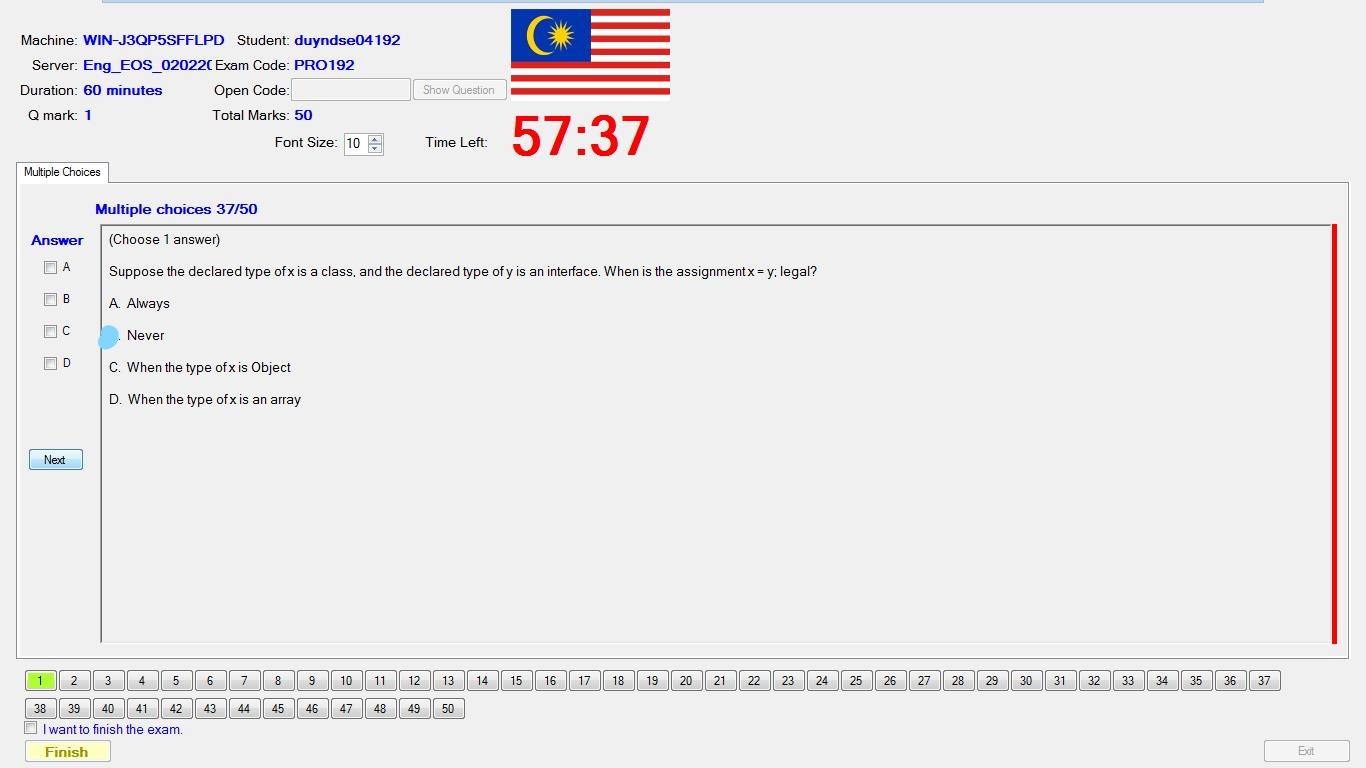 Machine: WIN-J3QP5SFFLPD Student: duyndse04192
Server: Eng_EOS_020220 Exam Code: PRO192
Duration: 60 minutes Open Code: Show Question
Q mark: 1 Total Marks: 50
Font Size: 10 Time Left: 57:37
Multiple Choices
Multiple choices 37/50
Answer
(Choose 1 answer)
A
Suppose the declared type of x is a class, and the declared type of y is an interface. When is the assignment x = y; legal?
B
A. Always
C
. Never
D
C. When the type of x is Object
D. When the type of x is an array
Next
1 2 3 4 5 6 7 8 9 10 11 12 13 14 15 16 17 18 19 20 21 22 23 24 25 26 27 28 29 30 31 32 33 34 35 36 37
38 39 40 41 42 43 44 45 46 47 48 49 50
I want to finish the exam.
Finish Exit